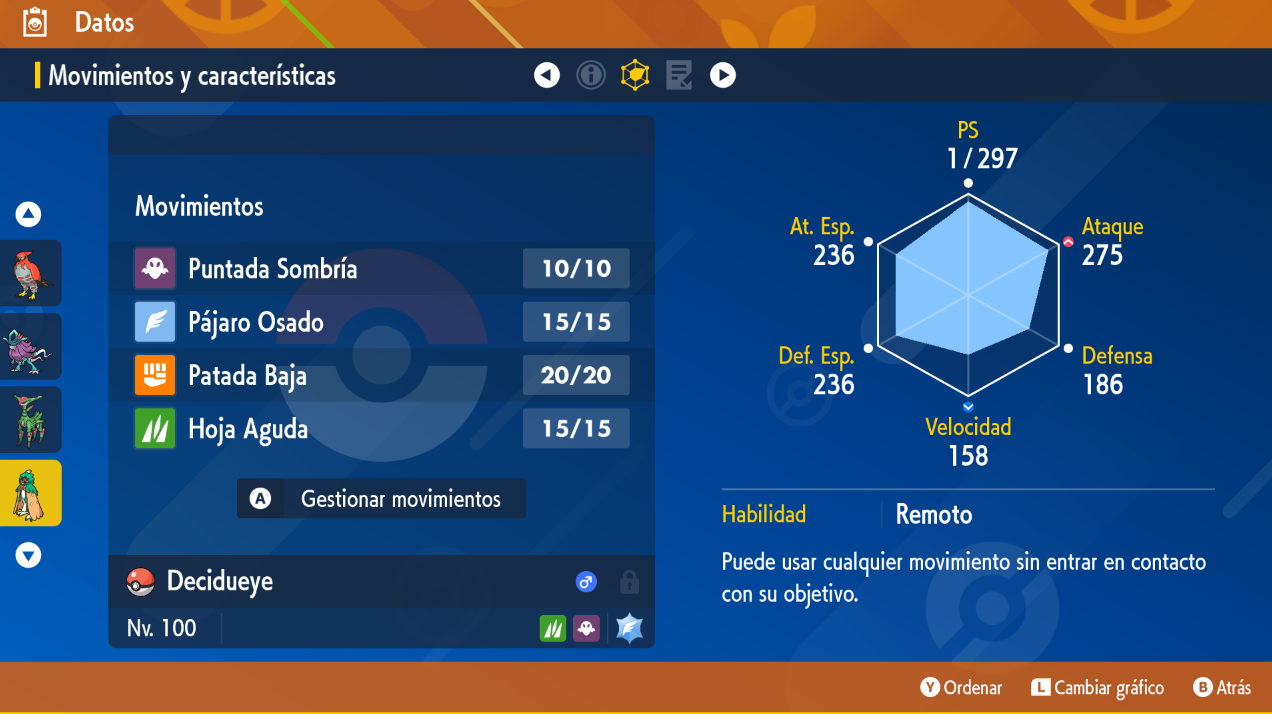 Datos
Movimientos y características
Movimientos
Puntada Sombría 10/10
Pájaro Osado 15/15
Patada Baja 20/20
Hoja Aguda 15/15
A Gestionar movimientos
Decidueye
Nv. 100
PS
1 / 297
At. Esp.
236
Ataque
275
Def. Esp.
236
Defensa
186
Velocidad
158
Habilidad Remoto
Puede usar cualquier movimiento sin entrar en contacto
con su objetivo.
Y Ordenar L Cambiar gráfico B Atrás